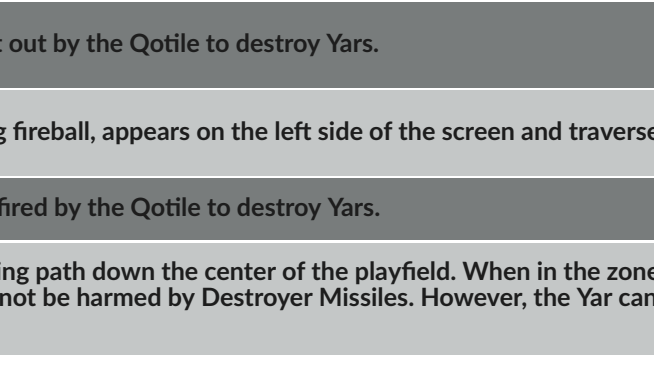 out by the Qotile to destroy Yars.
fireball, appears on the left side of the screen and traverse
fired by the Qotile to destroy Yars.
ing path down the center of the playfield. When in the zone
not be harmed by Destroyer Missiles. However, the Yar can